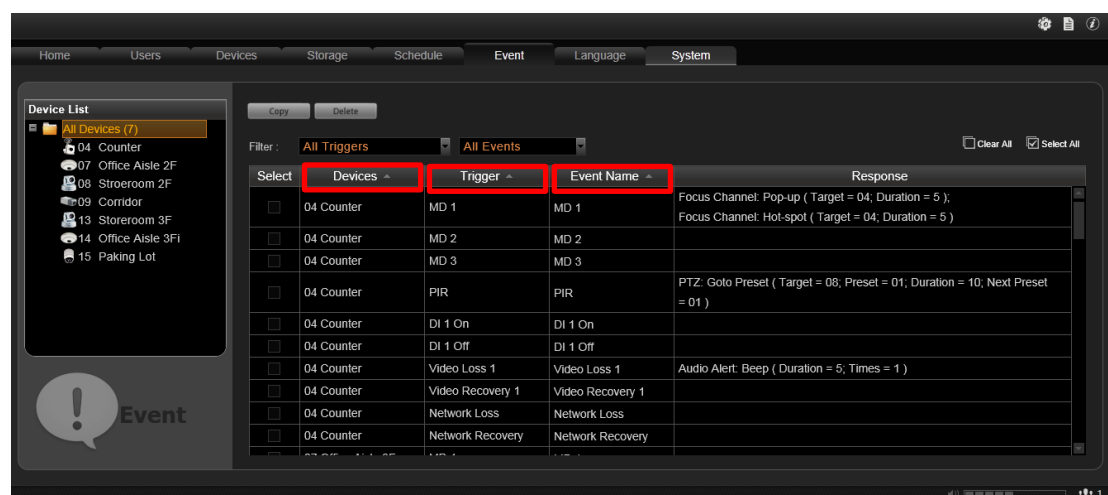 Home Users Devices Storage Schedule Event Language System
Device List
All Devices (7)
04 Counter
07 Office Aisle 2F
08 Stroeroom 2F
09 Corridor
13 Storeroom 3F
14 Office Aisle 3Fi
15 Paking Lot
Event
Copy Delete
Filter : All Triggers All Events Clear All Select All
Select Devices Trigger Event Name Response
04 Counter MD 1 MD 1 Focus Channel: Pop-up ( Target = 04; Duration = 5 );
Focus Channel: Hot-spot ( Target = 04; Duration = 5 )
04 Counter MD 2 MD 2
04 Counter MD 3 MD 3
04 Counter PIR PIR PTZ: Goto Preset ( Target = 08; Preset = 01; Duration = 10; Next Preset
= 01 )
04 Counter DI 1 On DI 1 On
04 Counter DI 1 Off DI 1 Off
04 Counter Video Loss 1 Video Loss 1 Audio Alert: Beep ( Duration = 5; Times = 1 )
04 Counter Video Recovery 1 Video Recovery 1
04 Counter Network Loss Network Loss
04 Counter Network Recovery Network Recovery
1